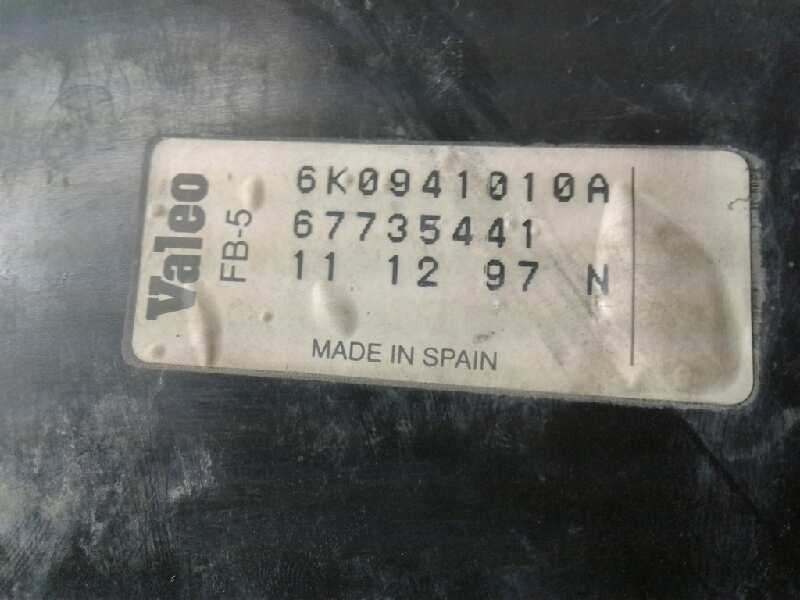 Valeo
FB-5
6K0941010A
67735441
11 12 97 N
MADE IN SPAIN